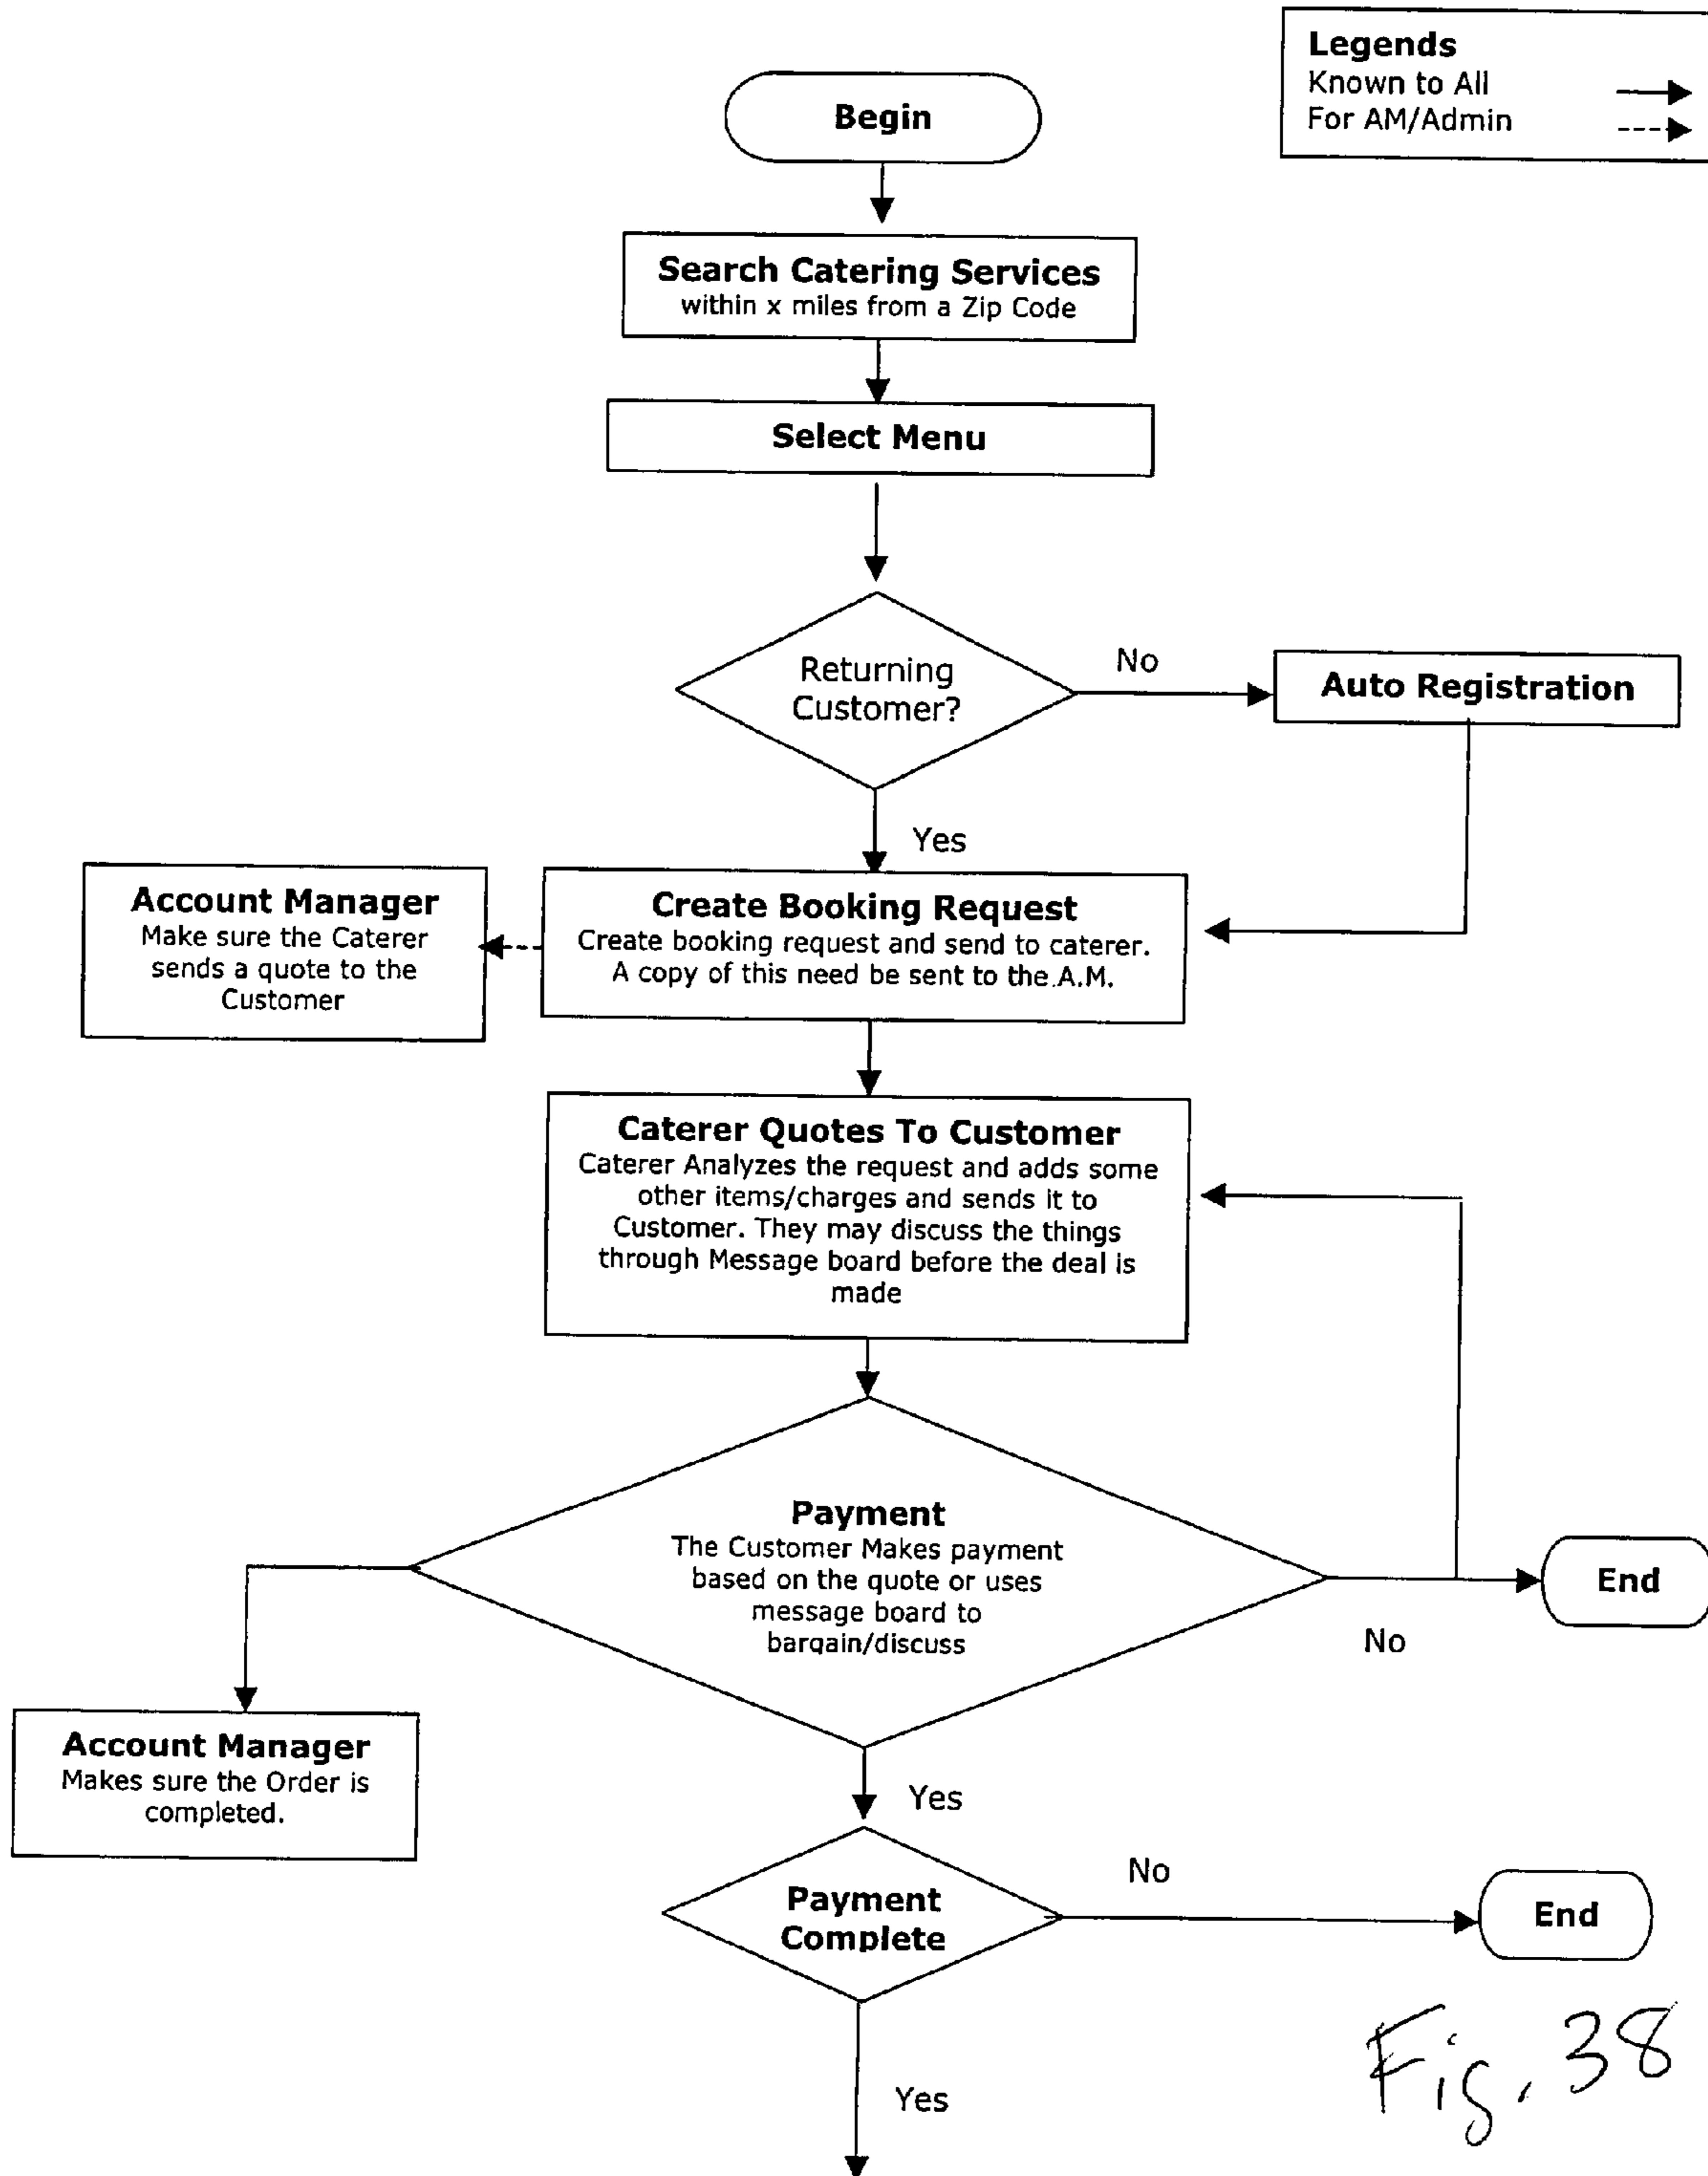 Legends
Known to All
For AM/Admin
Begin
Search Catering Services
within x miles from a Zip Code
Select Menu
Returning
Customer?
No
Auto Registration
Yes
Account Manager
Make sure the Caterer
sends a quote to the
Customer
Create Booking Request
Create booking request and send to caterer.
A copy of this need be sent to the.A.M.
Caterer Quotes To Customer
Caterer Analyzes the request and adds some
other items/charges and sends it to
Customer. They may discuss the things
through Message board before the deal is
made
Payment
The Customer Makes payment
based on the quote or uses
message board to
bargain/discuss
End
No
Account Manager
Makes sure the Order is
completed.
Yes
Payment
Complete
No
End
Yes
Fig. 38